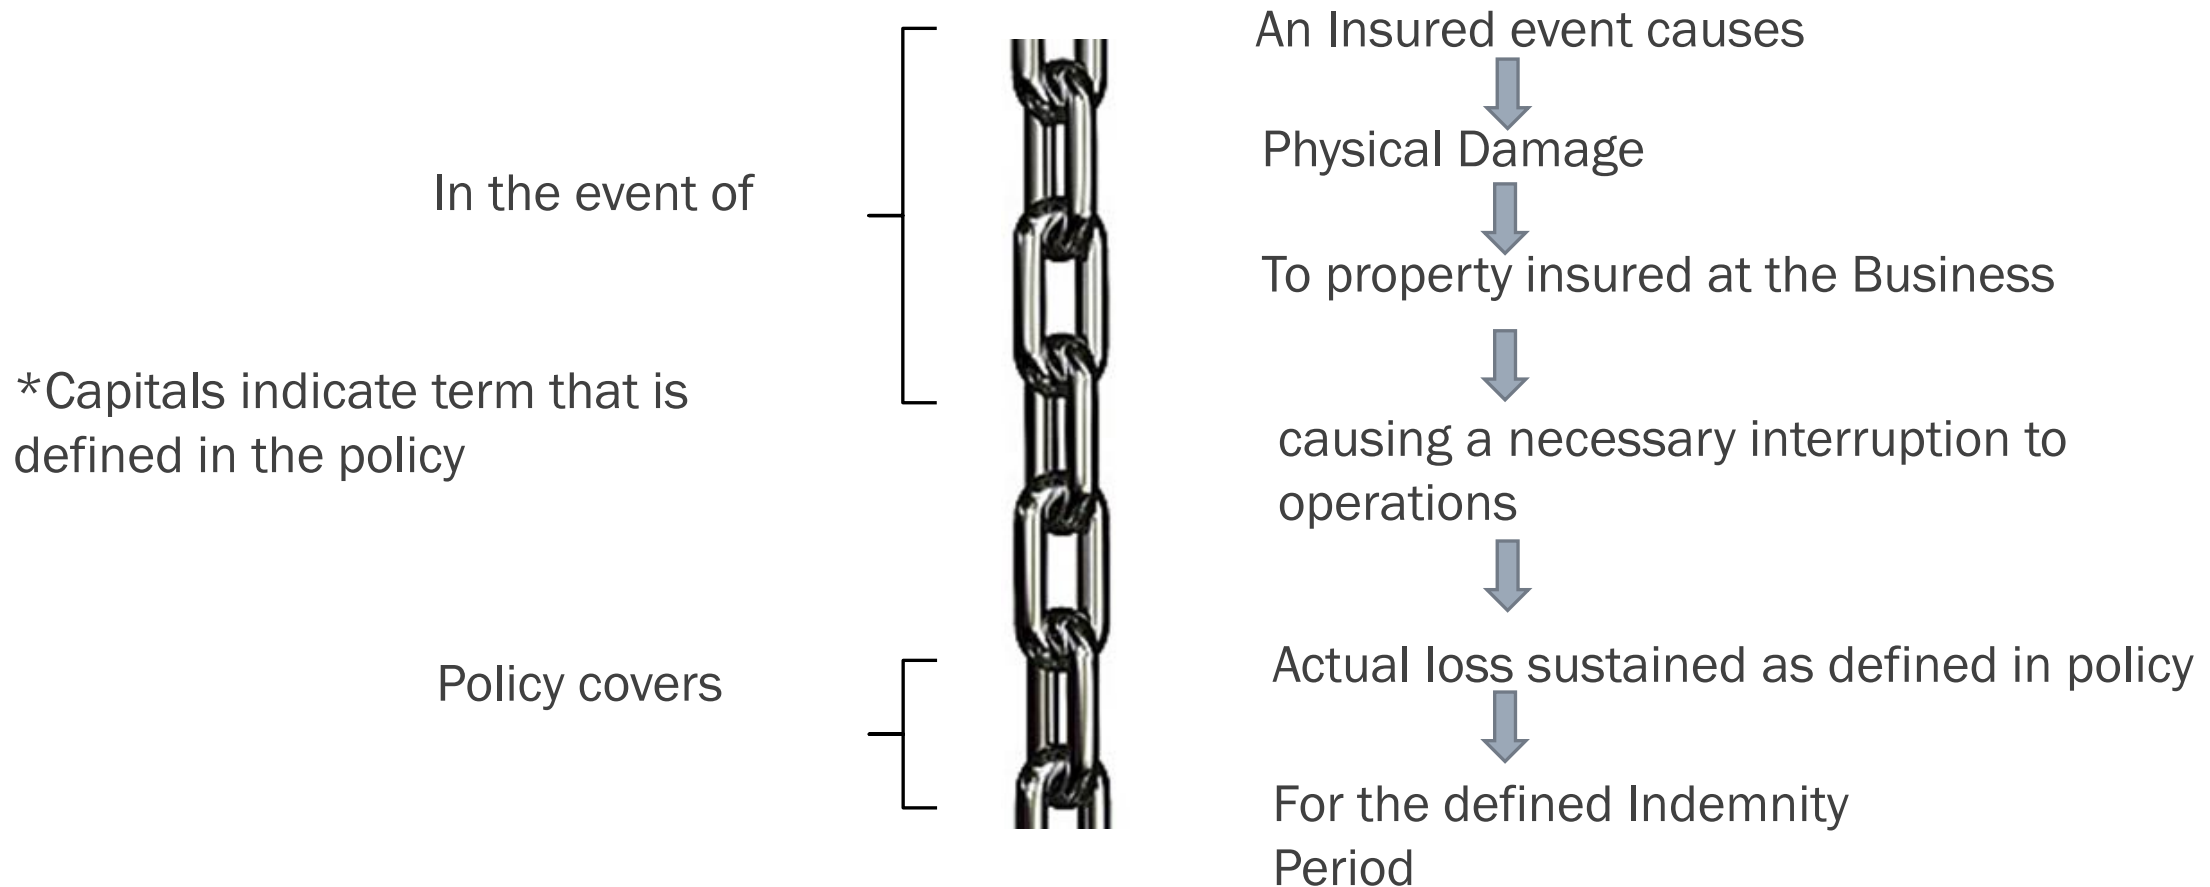 An Insured event causes
Physical Damage
In the event of
To property insured at the Business
*Capitals indicate term that is
defined in the policy
causing a necessary interruption to
operations
Policy covers
Actual loss sustained as defined in policy
For the defined Indemnity
Period